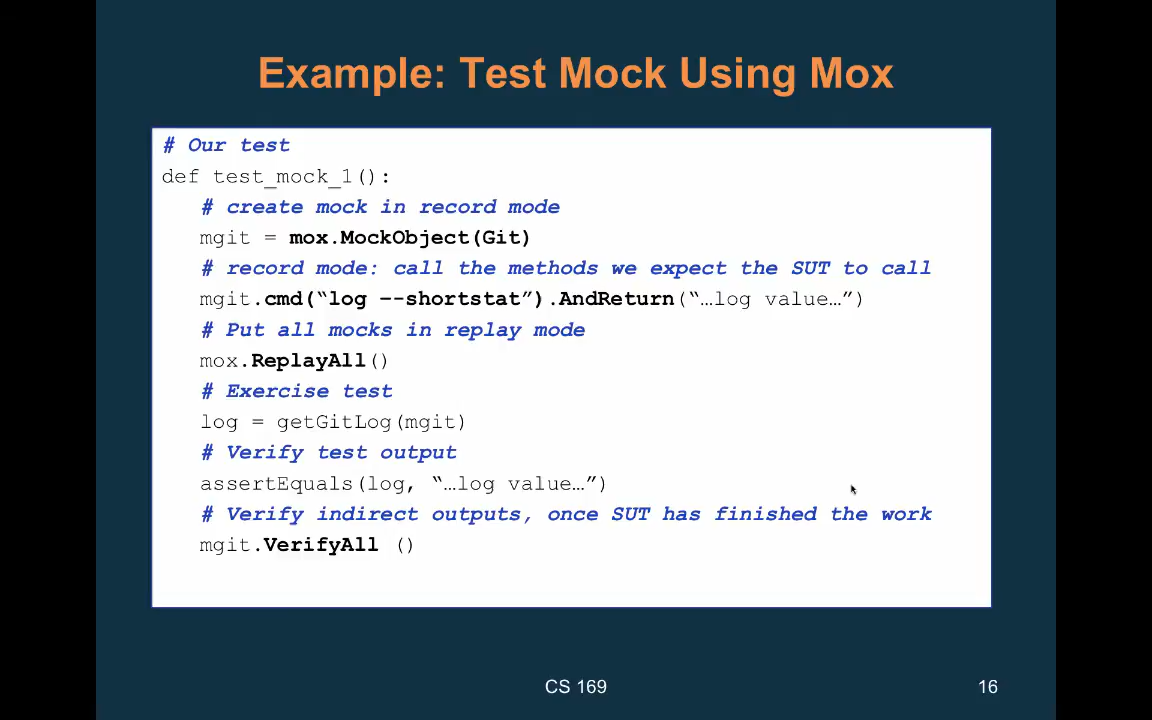 Example: Test Mock Using Mox
# Our test
def test_mock_1():
# create mock in record mode
mgit = mox.MockObject(Git)
# record mode: call the methods we expect the SUT to call
mgit.cmd(“log –-shortstat”).AndReturn(“…log value…”)
# Put all mocks in replay mode
mox.ReplayAll()
# Exercise test
log = getGitLog(mgit)
# Verify test output
assertEquals(log, “…log value…”)
# Verify indirect outputs, once SUT has finished the work
mgit.VerifyAll ()
CS 169
16